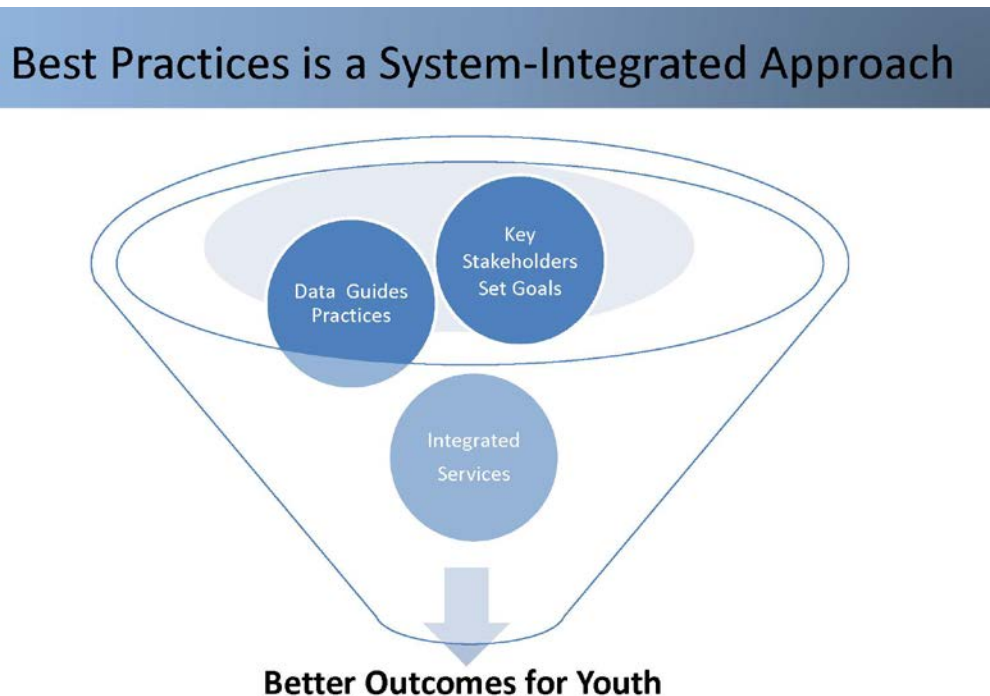 Best Practices is a System-Integrated Approach
Key
Stakeholders
Set Goals
Data Guides
Practices
Integrated
Services
Better Outcomes for Youth